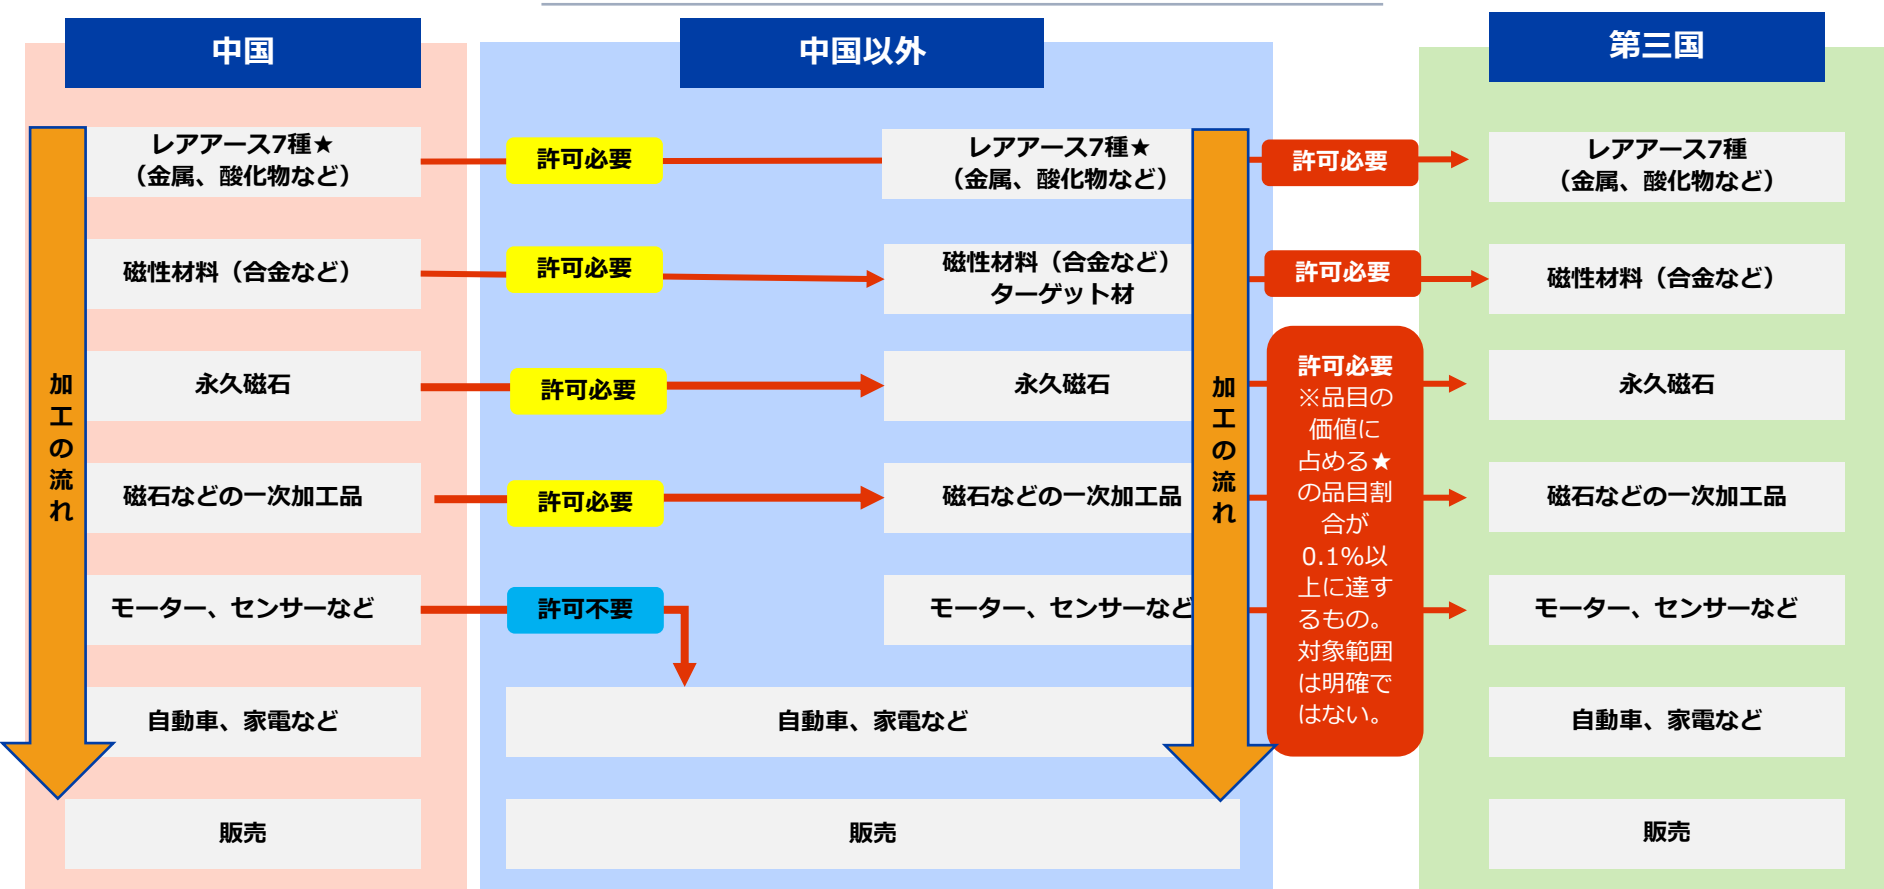 中国
中国以外
第三国
レアアース7種★
（金属、酸化物など）
許可必要
レアアース7種★
（金属、酸化物など）
許可必要
レアアース7種
（金属、酸化物など）
磁性材料（合金など）
許可必要
磁性材料（合金など）
ターゲット材
許可必要
磁性材料（合金など）
永久磁石
許可必要
永久磁石
永久磁石
磁石などの一次加工品
許可必要
磁石などの一次加工品
磁石などの一次加工品
モーター、センサーなど
許可不要
モーター、センサーなど
モーター、センサーなど
自動車、家電など
自動車、家電など
自動車、家電など
販売
販売
販売
加工の流れ
加工の流れ
許可必要
※品目の
価値に
占める★
の品目割
合が
0.1%以
上に達す
るもの。
対象範囲
は明確で
はない。